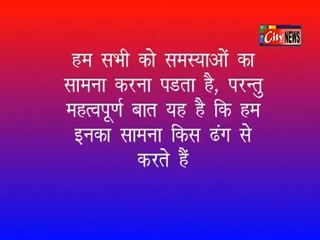 City NEWS
हम सभी को समस्याओं का
सामना करना पडता है, परन्तु
महत्वपूर्ण बात यह है कि हम
इनका सामना किस ढंग से
करते हैं